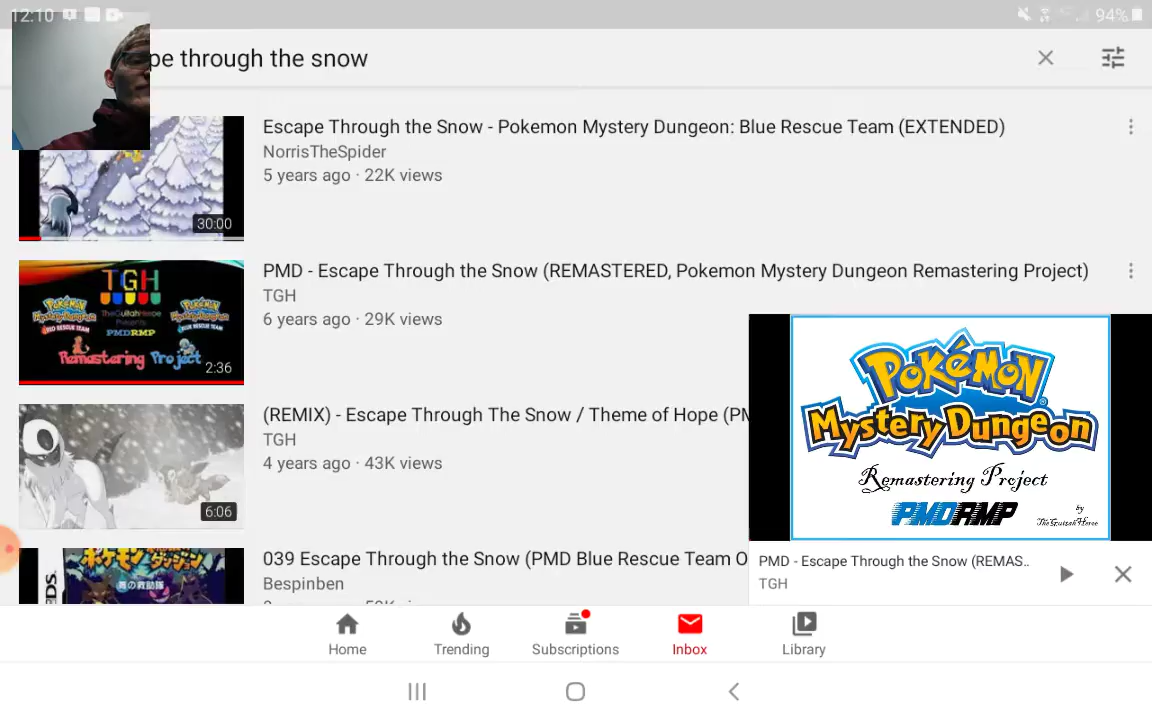 12:10
94%
pe through the snow
Escape Through the Snow - Pokemon Mystery Dungeon: Blue Rescue Team (EXTENDED)
NorrisTheSpider
5 years ago · 22K views
30:00
PMD - Escape Through the Snow (REMASTERED, Pokemon Mystery Dungeon Remastering Project)
TGH
6 years ago · 29K views
TGH
TheGuitahHeroe
Presents
PMDRMP
Remastering Project
2:36
(REMIX) - Escape Through The Snow / Theme of Hope (PM
TGH
4 years ago · 43K views
6:06
039 Escape Through the Snow (PMD Blue Rescue Team O
Bespinben
POKéMON
Mystery Dungeon
Remastering Project
PMDRMP
by
TheGuitahHeroe
PMD - Escape Through the Snow (REMAS..
TGH
Home
Trending
Subscriptions
Inbox
Library